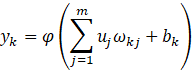 y_k = φ(∑_{j=1}^{m} u_j ω_{kj} + b_k)